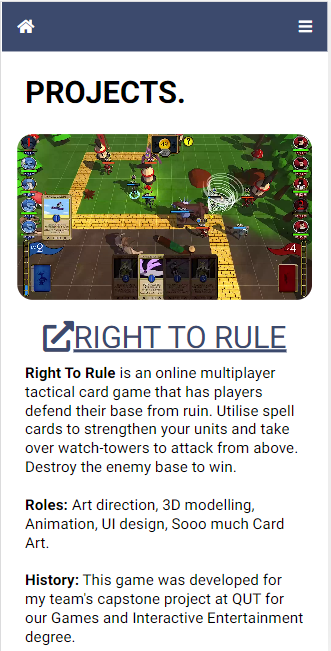 PROJECTS.
RIGHT TO RULE
Right To Rule is an online multiplayer
tactical card game that has players
defend their base from ruin. Utilise spell
cards to strengthen your units and take
over watch-towers to attack from above.
Destroy the enemy base to win.
Roles: Art direction, 3D modelling,
Animation, UI design, Sooo much Card
Art.
History: This game was developed for
my team's capstone project at QUT for
our Games and Interactive Entertainment
degree.